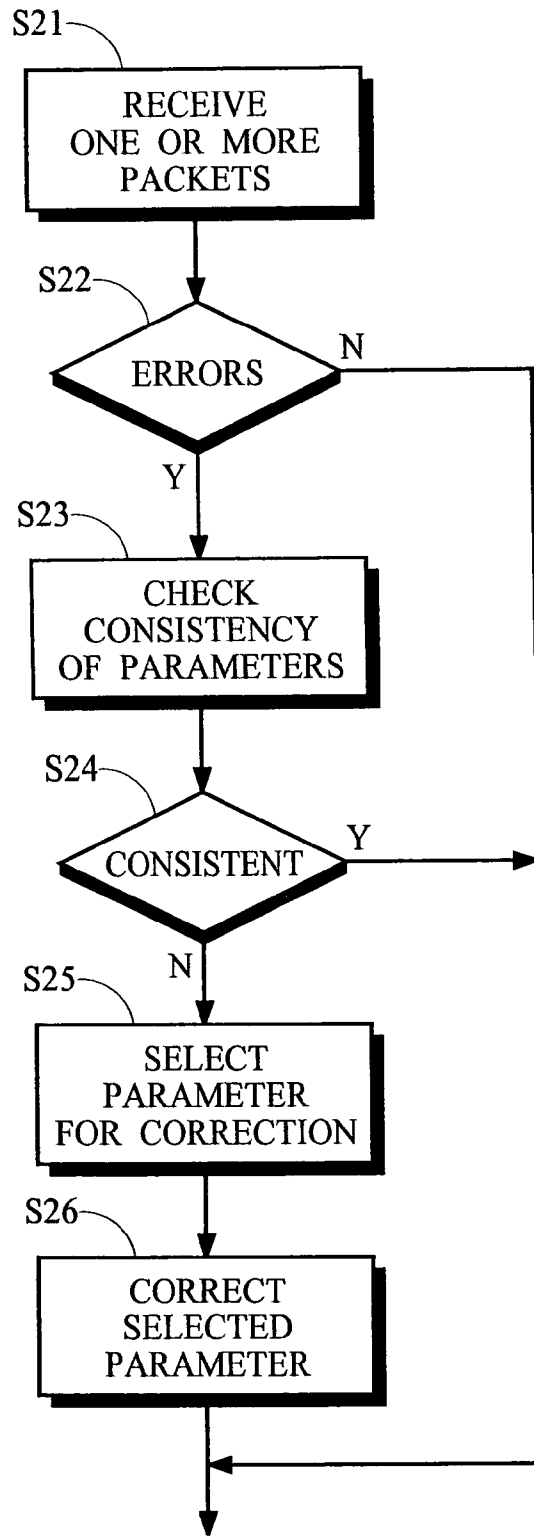 S21
RECEIVE
ONE OR MORE
PACKETS
S22
ERRORS
N
Y
S23
CHECK
CONSISTENCY
OF PARAMETERS
S24
CONSISTENT
Y
N
S25
SELECT
PARAMETER
FOR CORRECTION
S26
CORRECT
SELECTED
PARAMETER